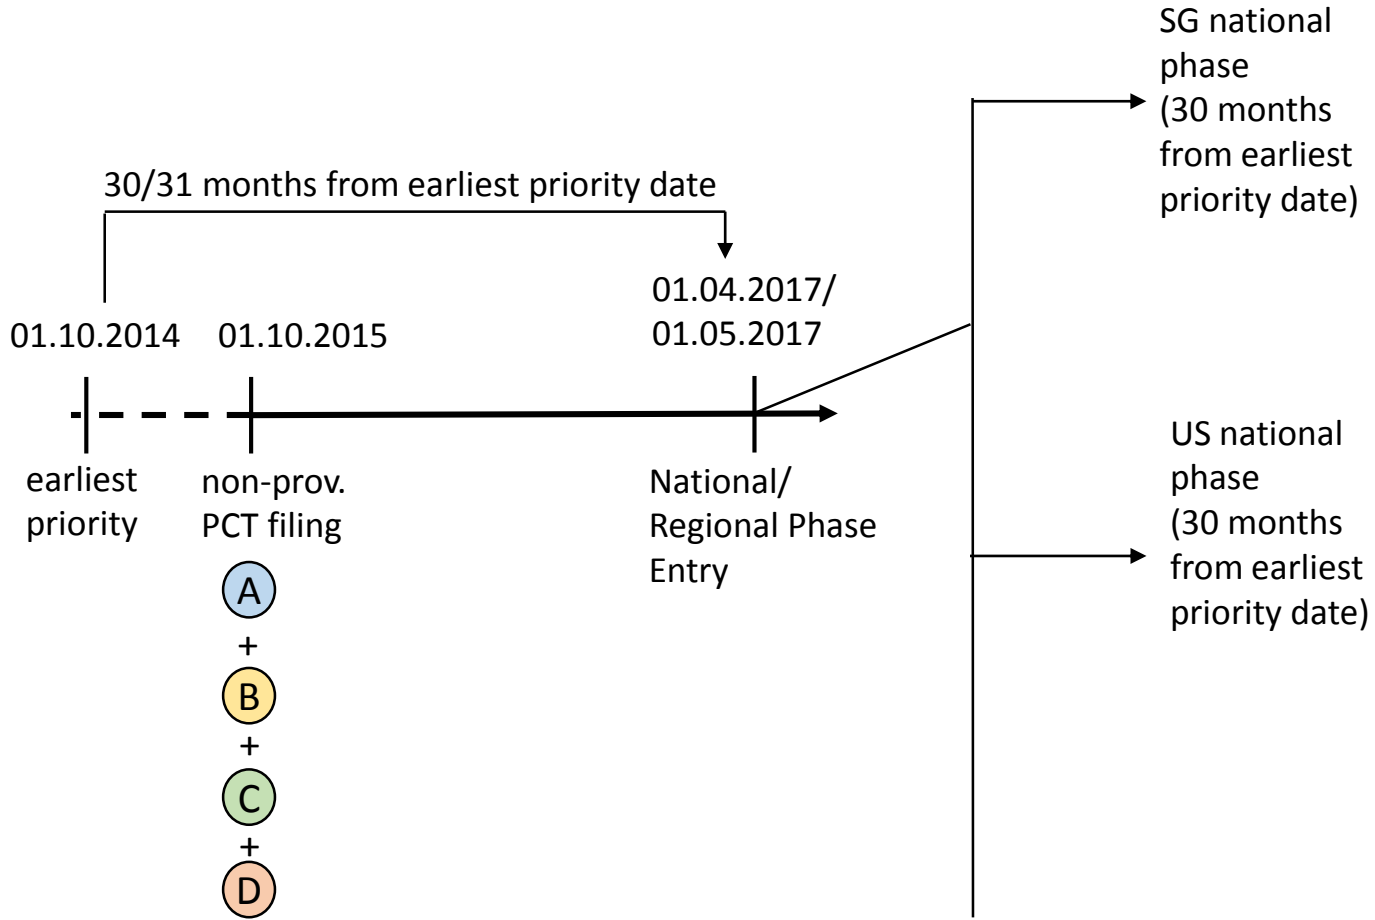 SG national
phase
(30 months
from earliest
priority date)
30/31 months from earliest priority date
01.10.2014
01.10.2015
01.04.2017/
01.05.2017
earliest
priority
non-prov.
PCT filing
National/
Regional Phase
Entry
A
+
B
+
C
+
D
US national
phase
(30 months
from earliest
priority date)